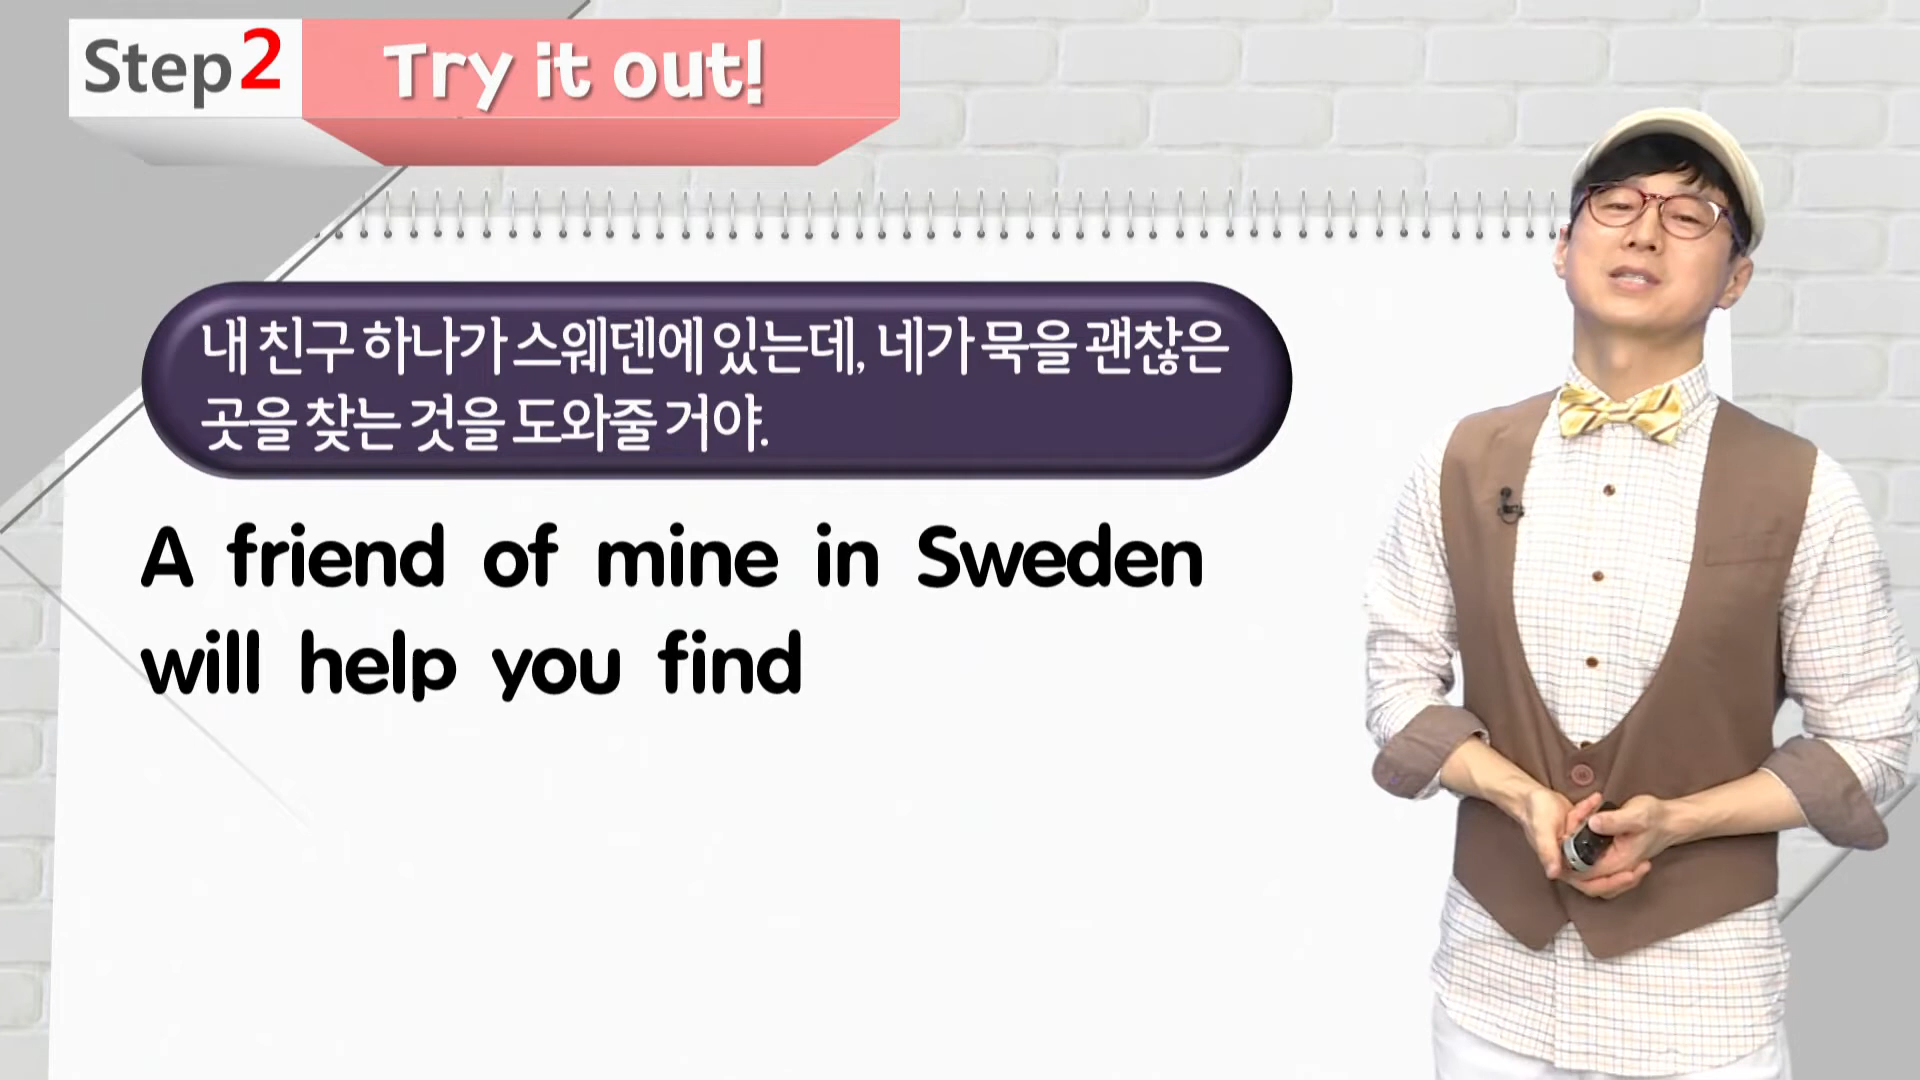 Step2 Try it out!
내 친구 하나가 스웨덴에 있는데, 네가 묵을 괜찮은
곳을 찾는 것을 도와줄 거야.
A friend of mine in Sweden
will help you find